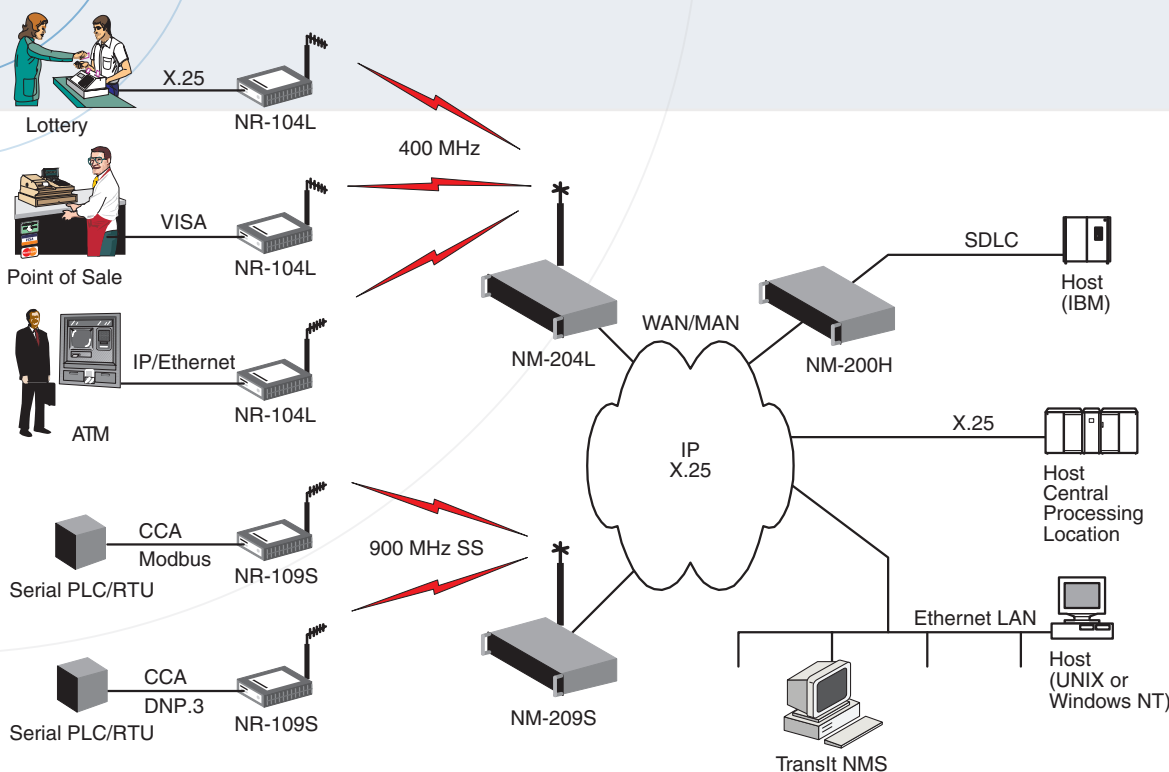 X.25
Lottery
NR-104L
400 MHz
VISA
Point of Sale
NR-104L
IP/Ethernet
ATM
NR-104L
NM-204L
WAN/MAN
SDLC
Host
(IBM)
NM-200H
IP
X.25
X.25
Host
Central
Processing
Location
CCA
Modbus
Serial PLC/RTU
NR-109S
900 MHz SS
CCA
DNP.3
Serial PLC/RTU
NR-109S
NM-209S
Ethernet LAN
Host
(UNIX or
Windows NT)
TransIt NMS